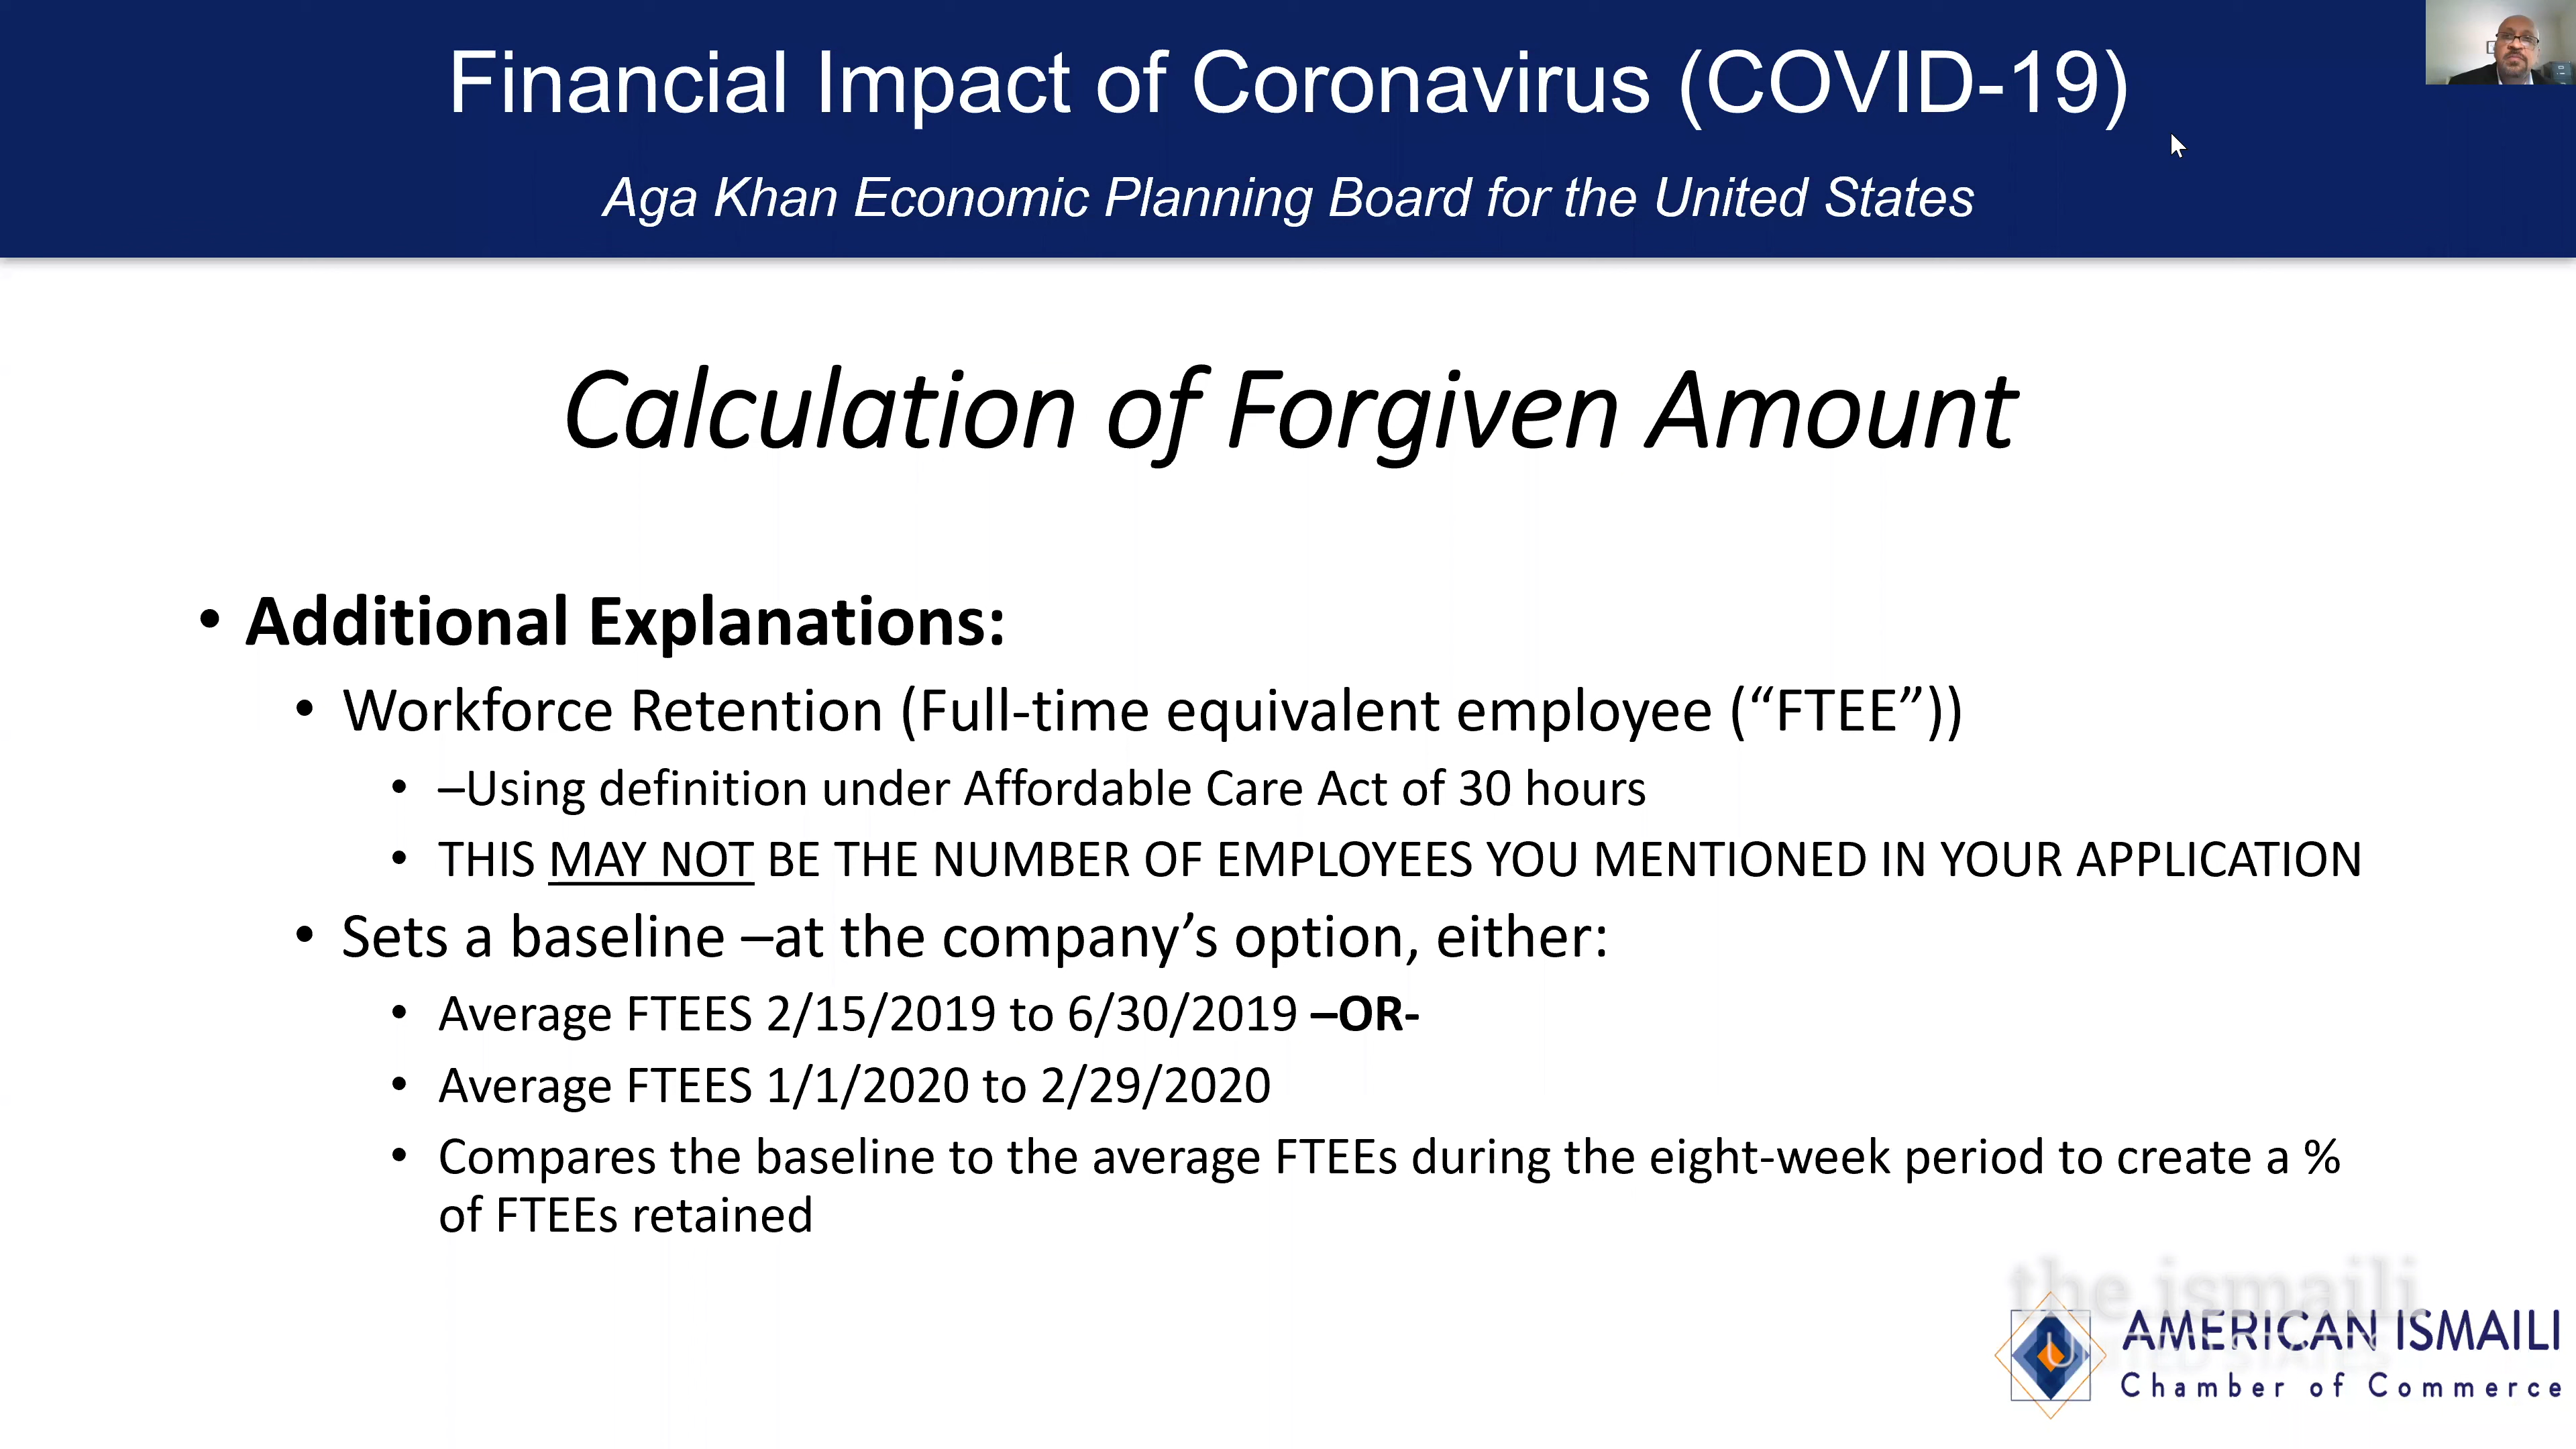 Financial Impact of Coronavirus (COVID-19)
Aga Khan Economic Planning Board for the United States
Calculation of Forgiven Amount
• Additional Explanations:
• Workforce Retention (Full-time equivalent employee (“FTEE”))
• –Using definition under Affordable Care Act of 30 hours
• THIS MAY NOT BE THE NUMBER OF EMPLOYEES YOU MENTIONED IN YOUR APPLICATION
• Sets a baseline –at the company’s option, either:
• Average FTEES 2/15/2019 to 6/30/2019 –OR-
• Average FTEES 1/1/2020 to 2/29/2020
• Compares the baseline to the average FTEEs during the eight-week period to create a %
of FTEEs retained
the.ismaili
AMERICAN ISMAILI
Chamber of Commerce